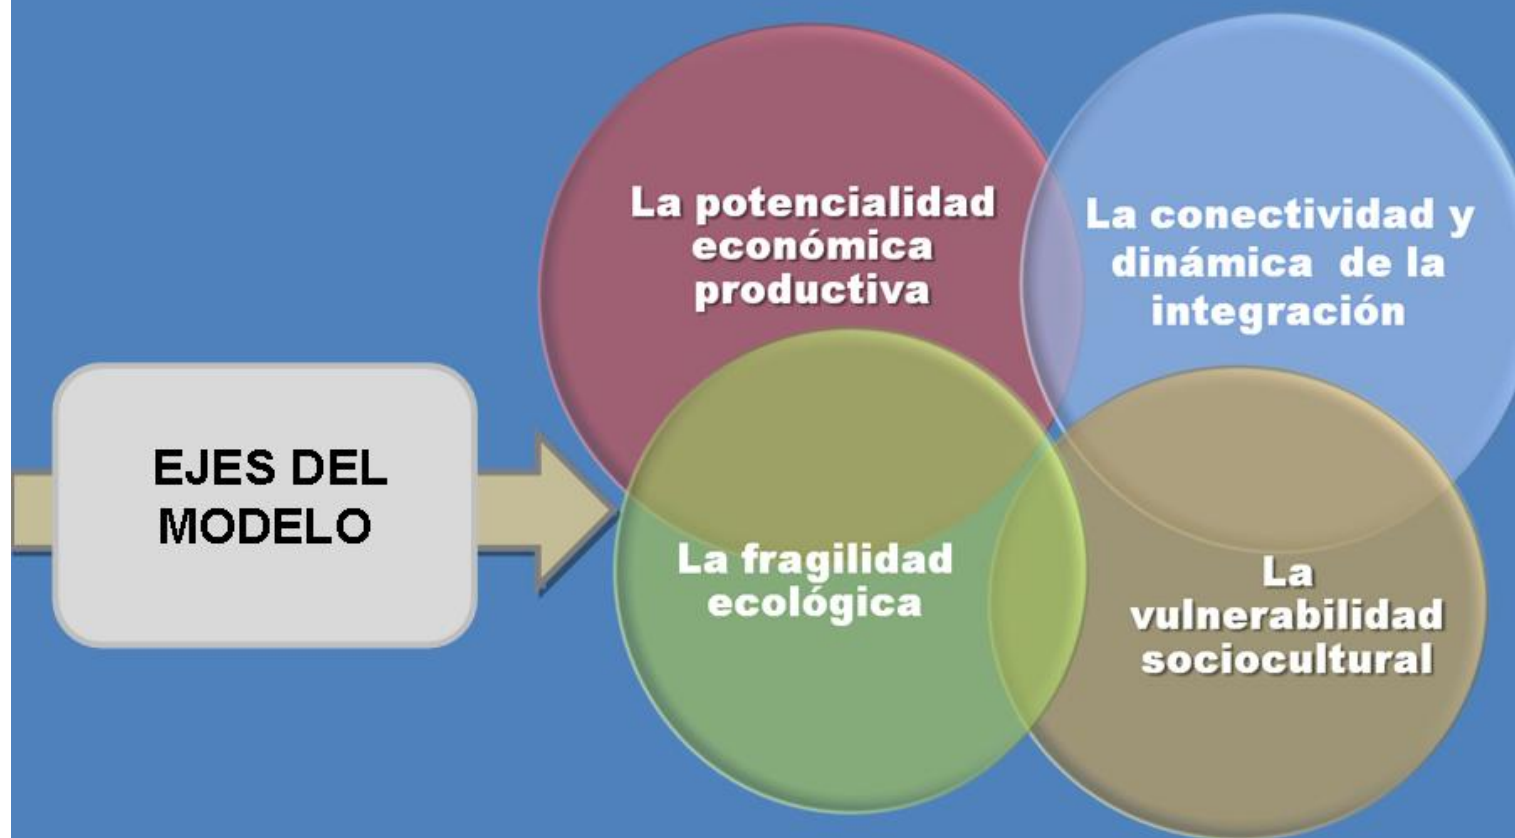 La potencialidad
económica
productiva
La conectividad y
dinámica de la
integración
EJES DEL
MODELO
La fragilidad
ecológica
La
vulnerabilidad
sociocultural